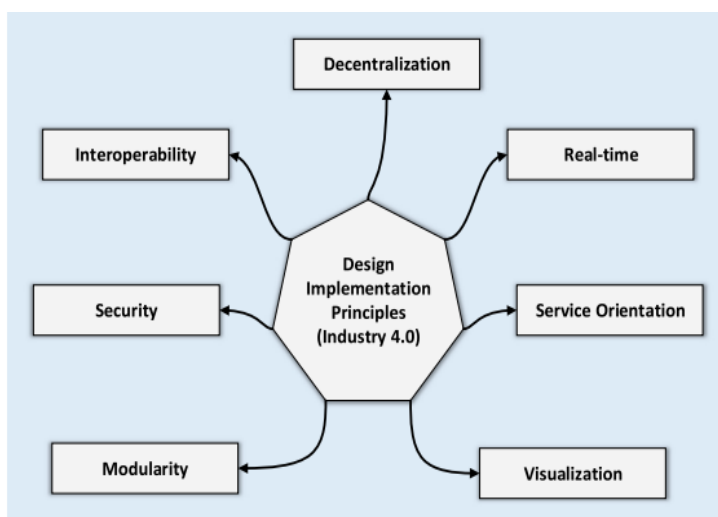 Decentralization
Interoperability
Real-time
Design
Implementation
Principles
(Industry 4.0)
Security
Service Orientation
Modularity
Visualization